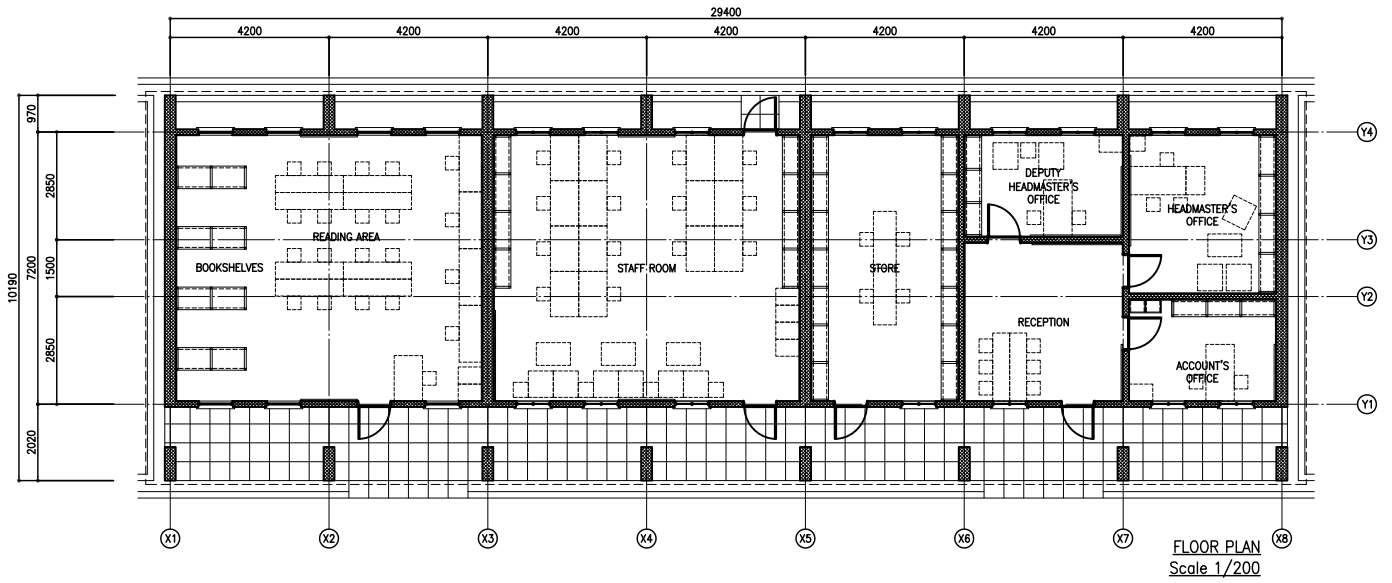 29400
4200 4200 4200 4200 4200 4200 4200
970
2850
1500
2850
7200
10190
2020
Y4
Y3
Y2
Y1
READING AREA
BOOKSHELVES
STAFF ROOM
STORE
DEPUTY
HEADMASTER'S
OFFICE
HEADMASTER'S
OFFICE
RECEPTION
ACCOUNT'S
OFFICE
X1 X2 X3 X4 X5 X6 X7 X8
FLOOR PLAN
Scale 1/200